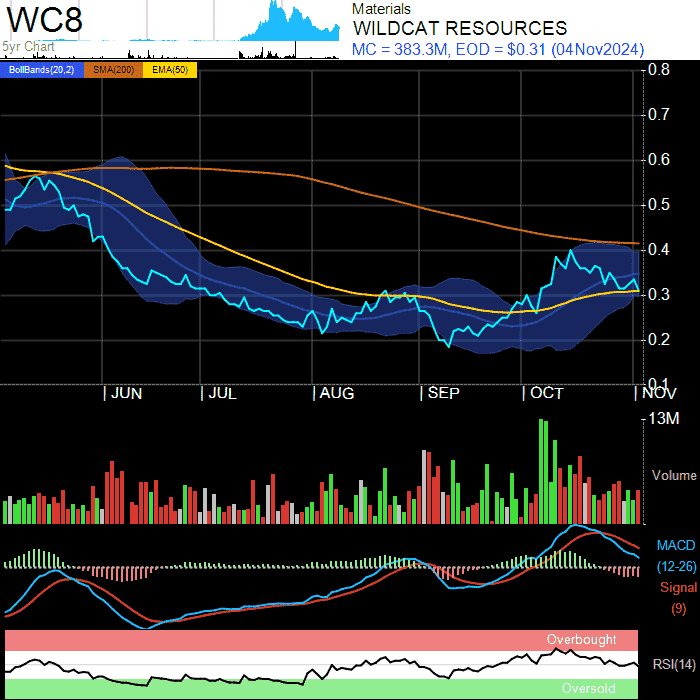 WC8
5yr Chart
Materials
WILDCAT RESOURCES
MC = 383.3M, EOD = $0.31 (04Nov2024)
BollBands(20,2) SMA(200) EMA(50)
0.8
0.7
0.6
0.5
0.4
0.3
0.2
0.1
JUN JUL AUG SEP OCT NOV
13M
Volume
MACD
(12-26)
Signal
(9)
Overbought
RSI(14)
Oversold